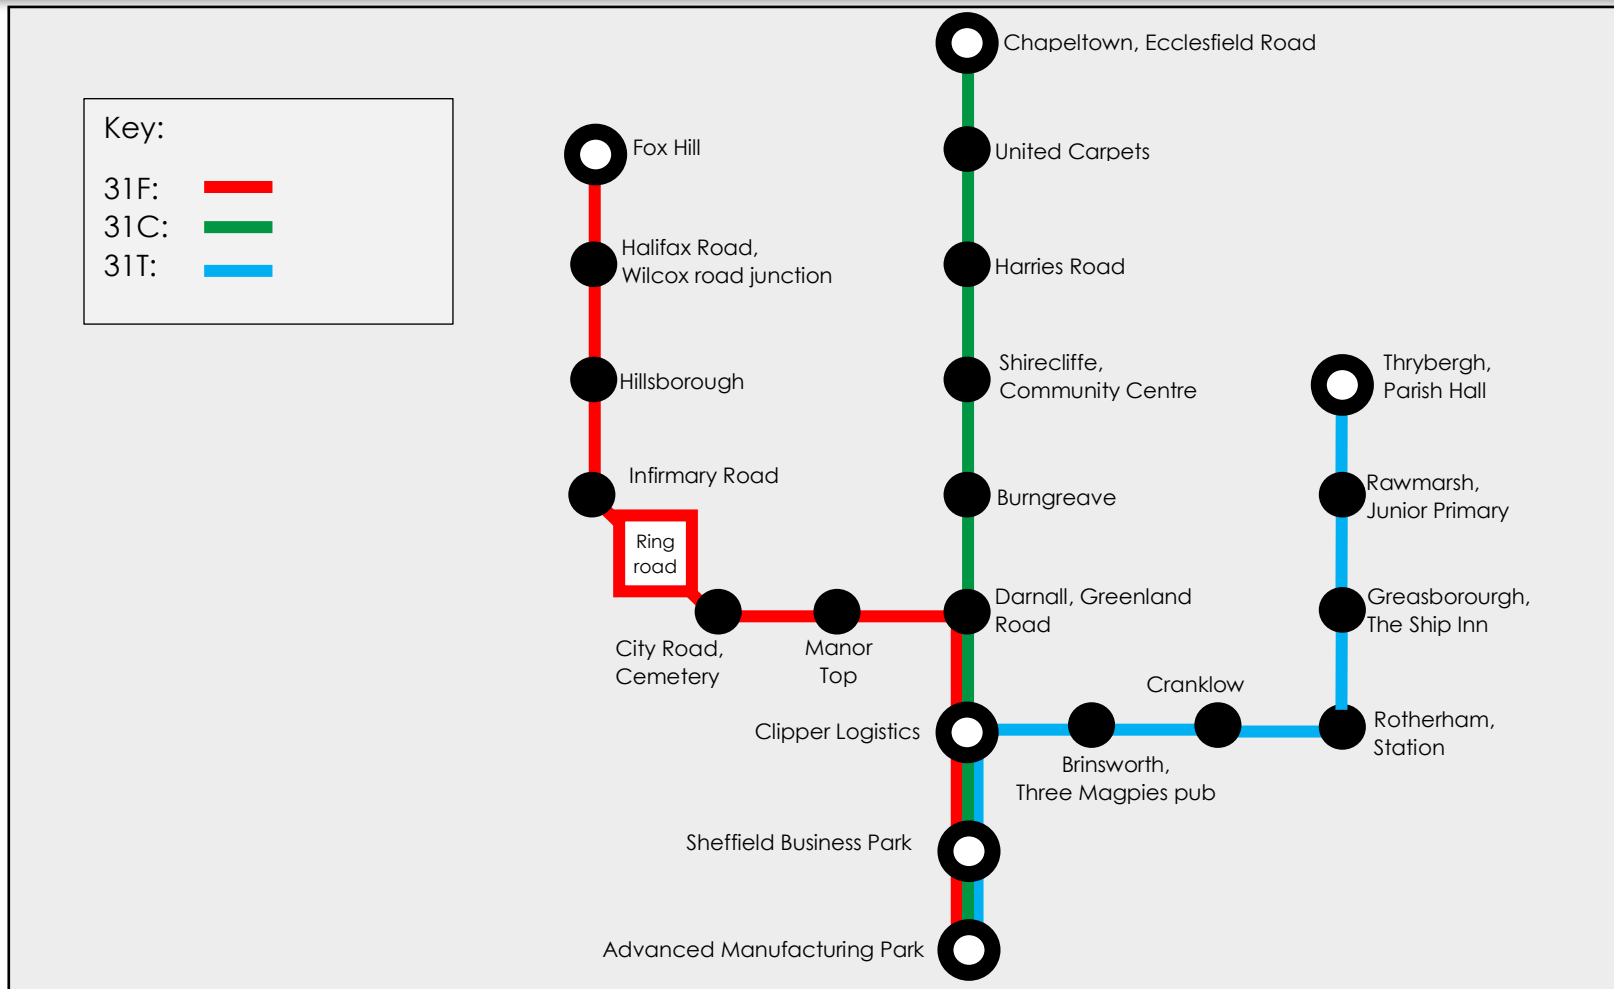 Chapeltown, Ecclesfield Road
Key:
31F:
31C:
31T:
Fox Hill
United Carpets
Halifax Road,
Wilcox road junction
Harries Road
Hillsborough
Shirecliffe,
Community Centre
Thrybergh,
Parish Hall
Infirmary Road
Burngreave
Rawmarsh,
Junior Primary
Ring
road
City Road,
Cemetery
Manor
Top
Darnall, Greenland
Road
Greasborourgh,
The Ship Inn
Cranklow
Clipper Logistics
Brinsworth,
Three Magpies pub
Rotherham,
Station
Sheffield Business Park
Advanced Manufacturing Park